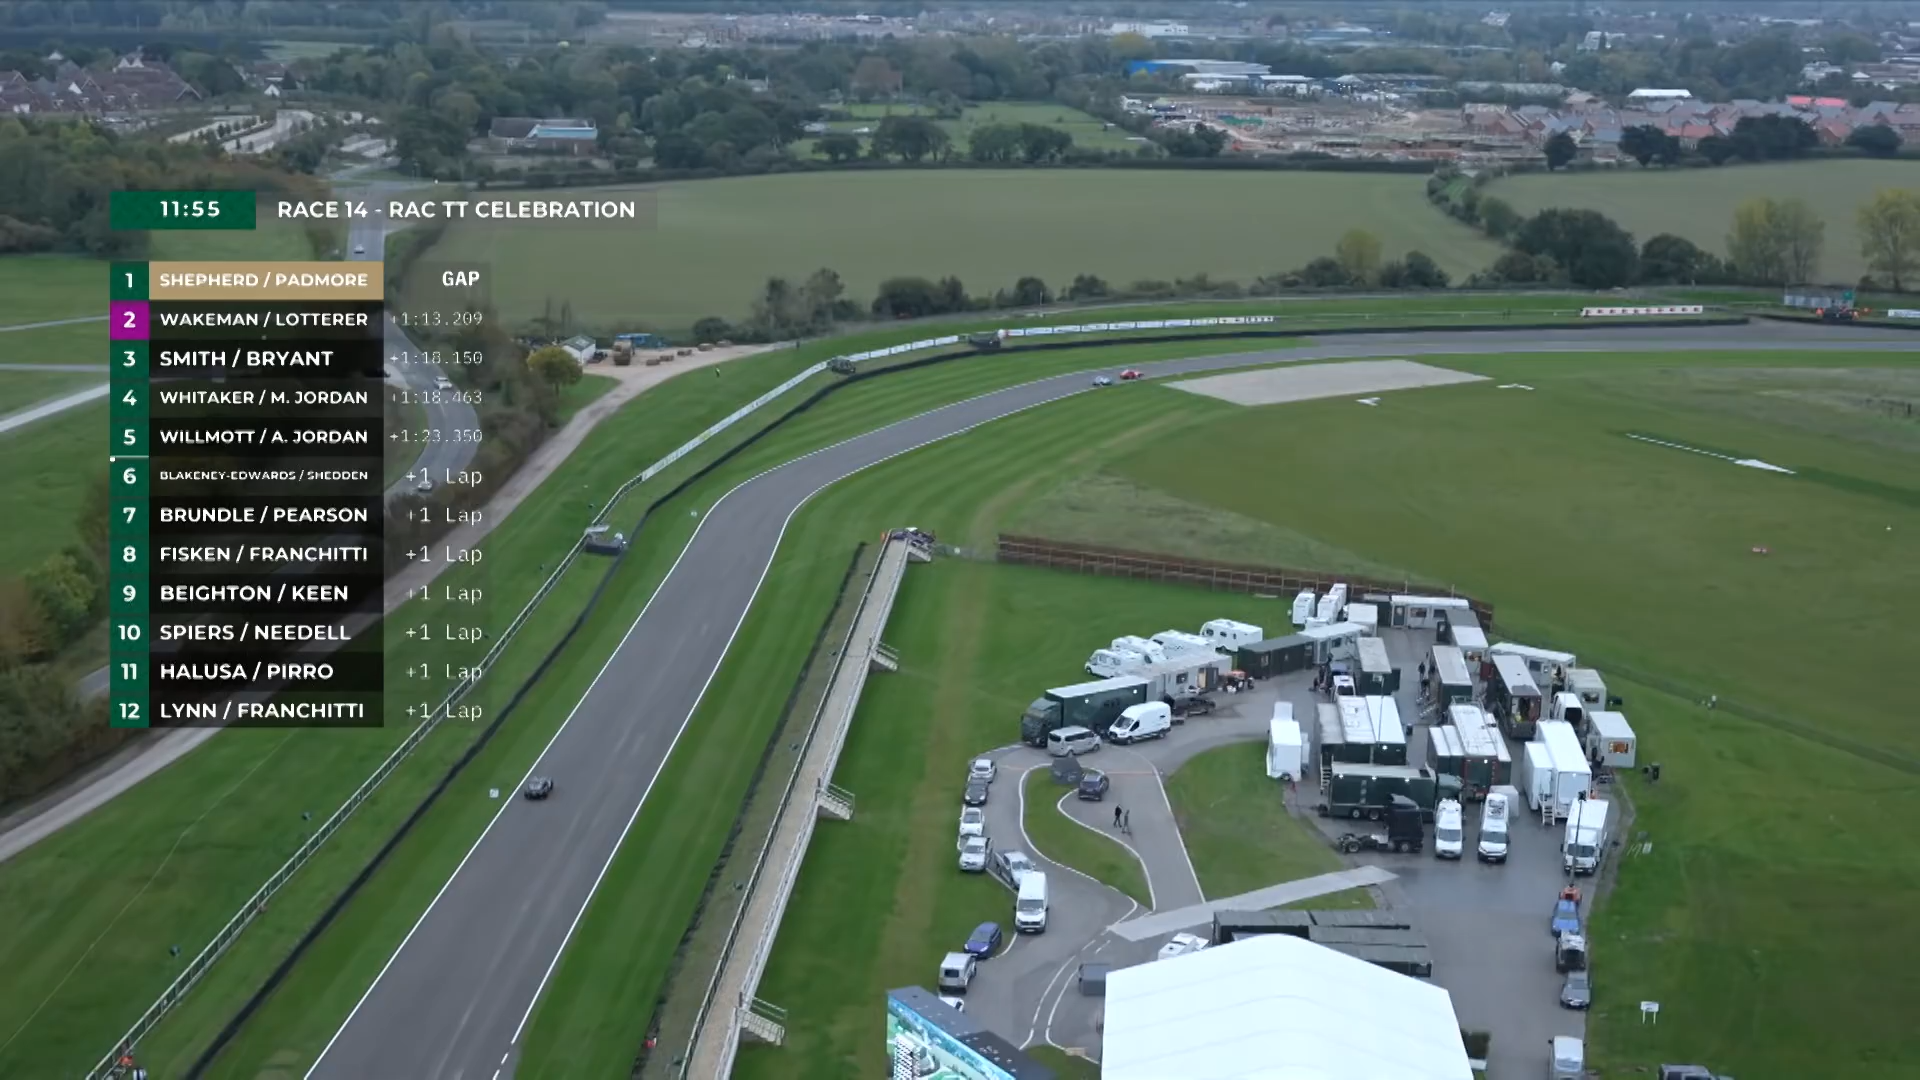 11:55 RACE 14 - RAC TT CELEBRATION
1 SHEPHERD / PADMORE GAP
2 WAKEMAN / LOTTERER +1:13.209
3 SMITH / BRYANT +1:18.150
4 WHITAKER / M. JORDAN +1:18.463
5 WILLMOTT / A. JORDAN +1:23.350
6 BLAKENEY-EDWARDS / SHEDDEN +1 Lap
7 BRUNDLE / PEARSON +1 Lap
8 FISKEN / FRANCHITTI +1 Lap
9 BEIGHTON / KEEN +1 Lap
10 SPIERS / NEEDELL +1 Lap
11 HALUSA / PIRRO +1 Lap
12 LYNN / FRANCHITTI +1 Lap